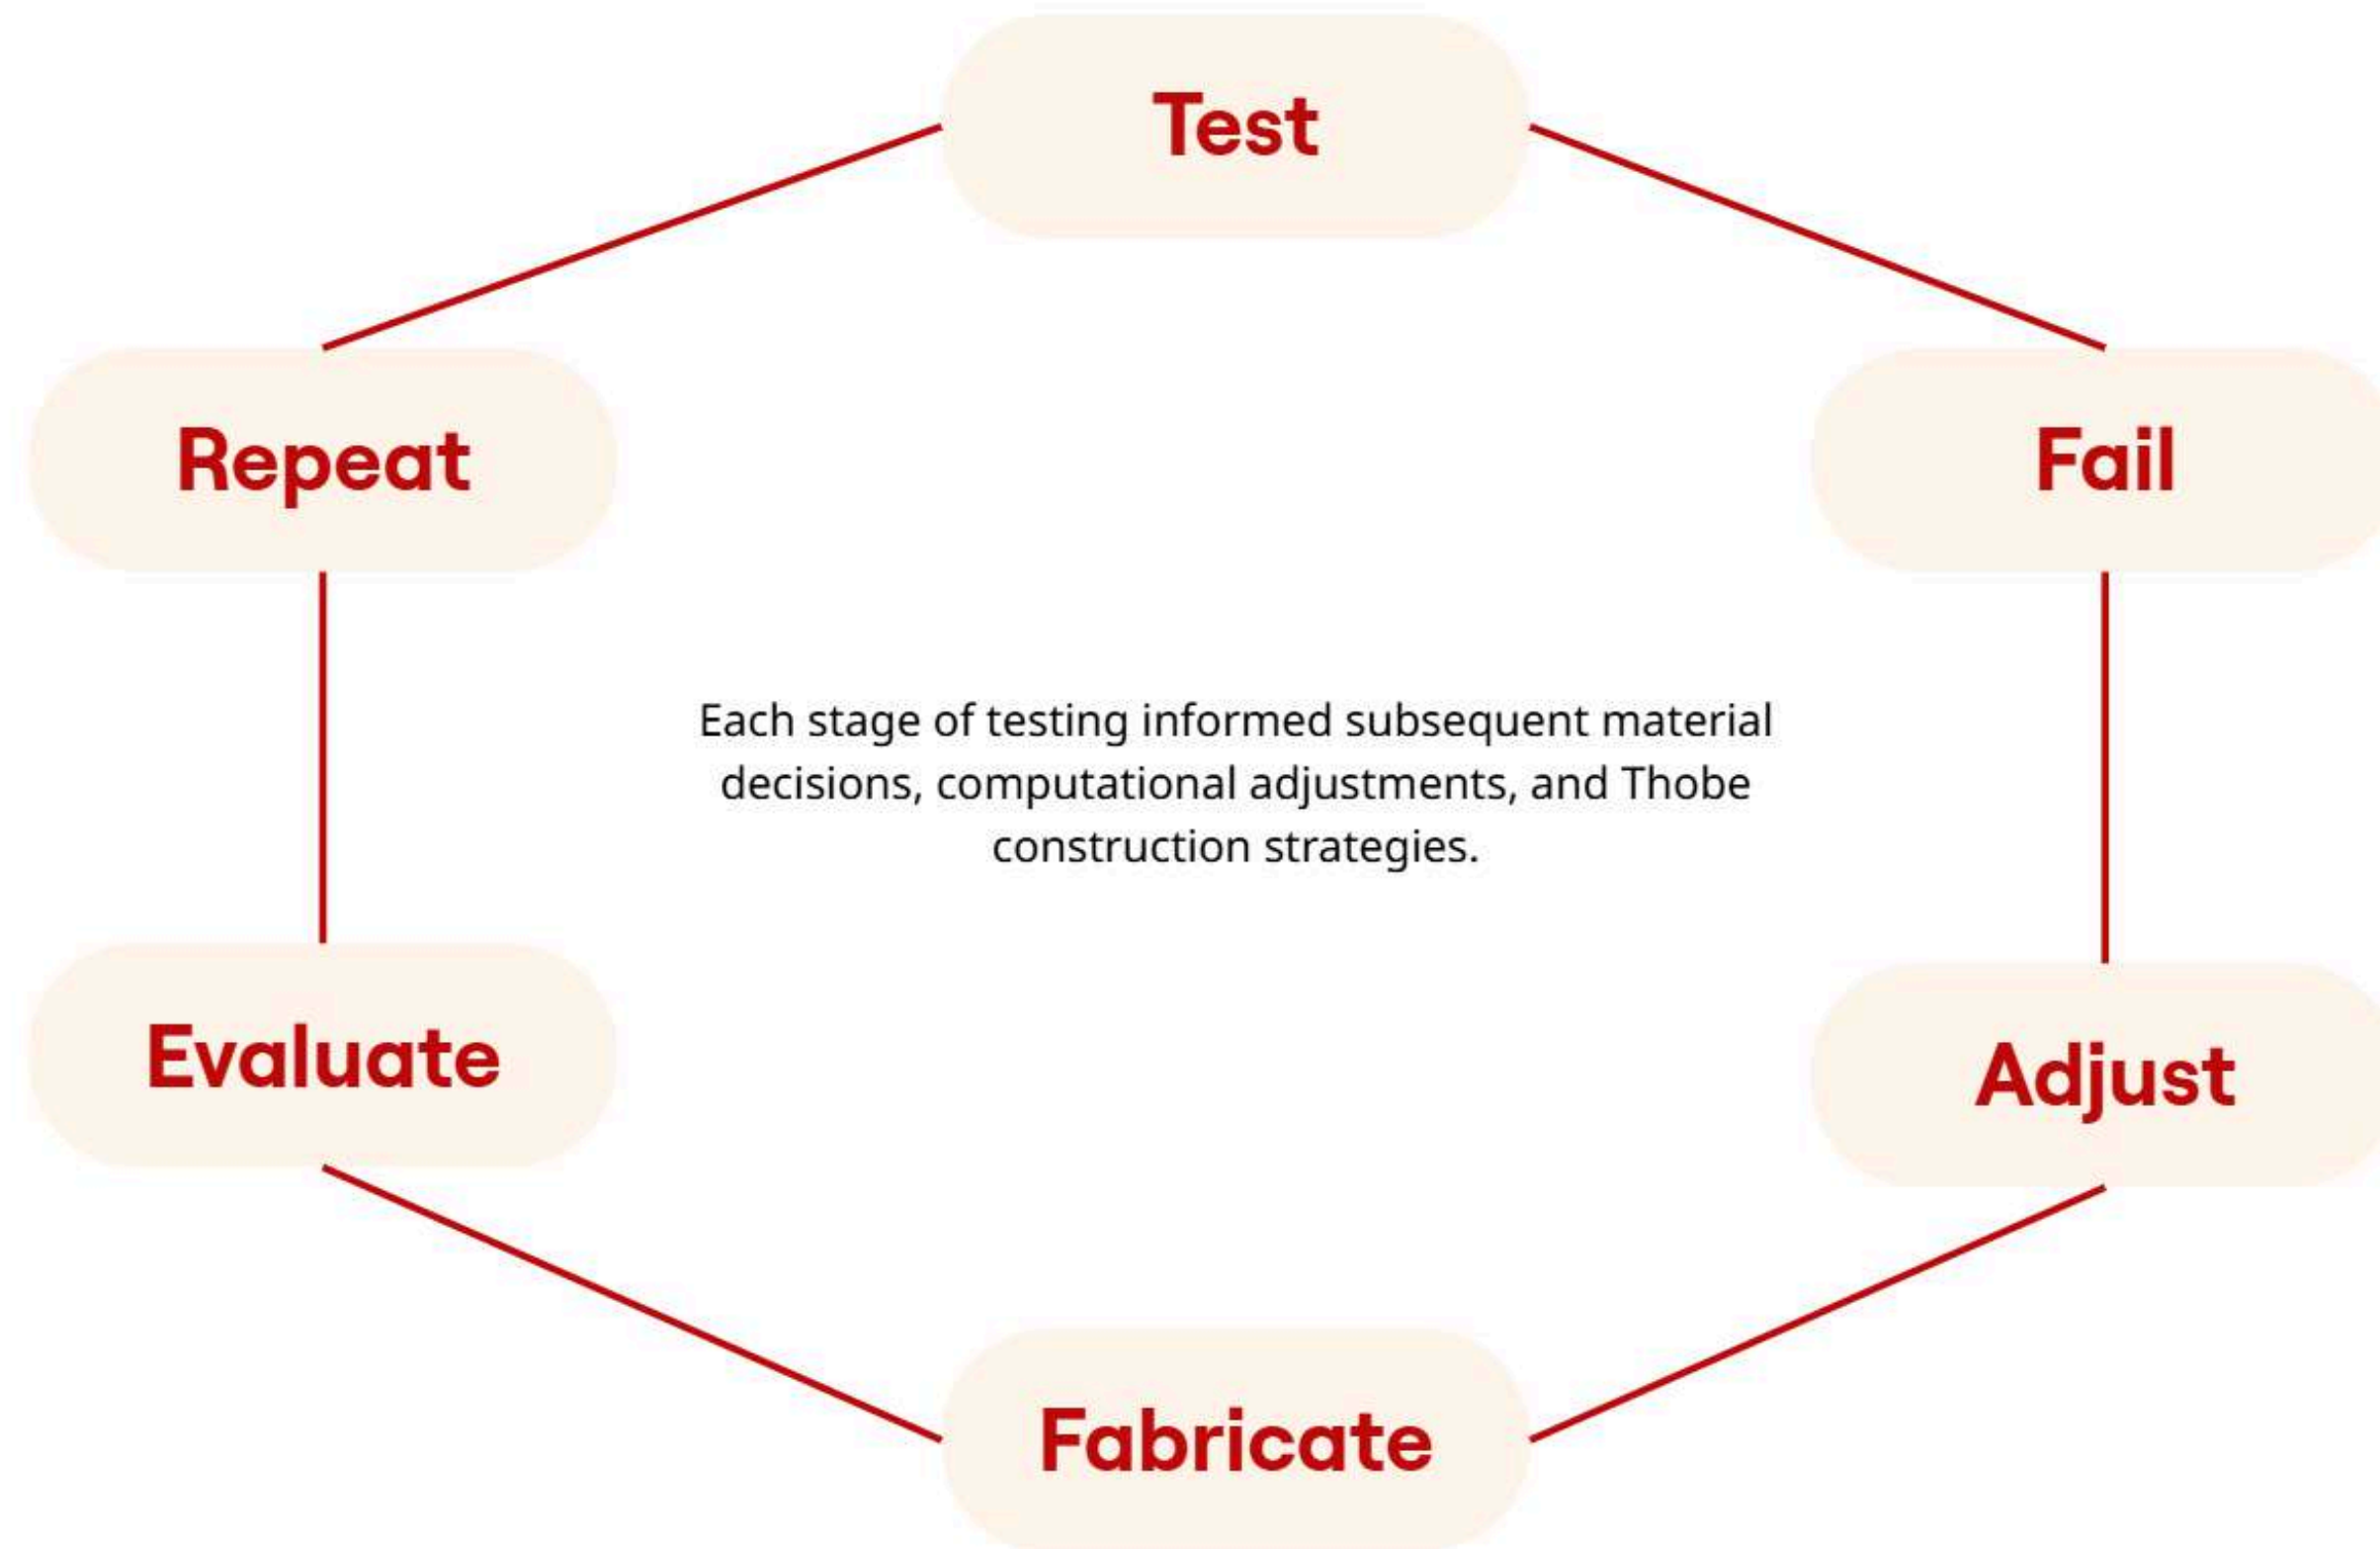 Test
Repeat
Fail
Each stage of testing informed subsequent material
decisions, computational adjustments, and Thobe
construction strategies.
Evaluate
Adjust
Fabricate